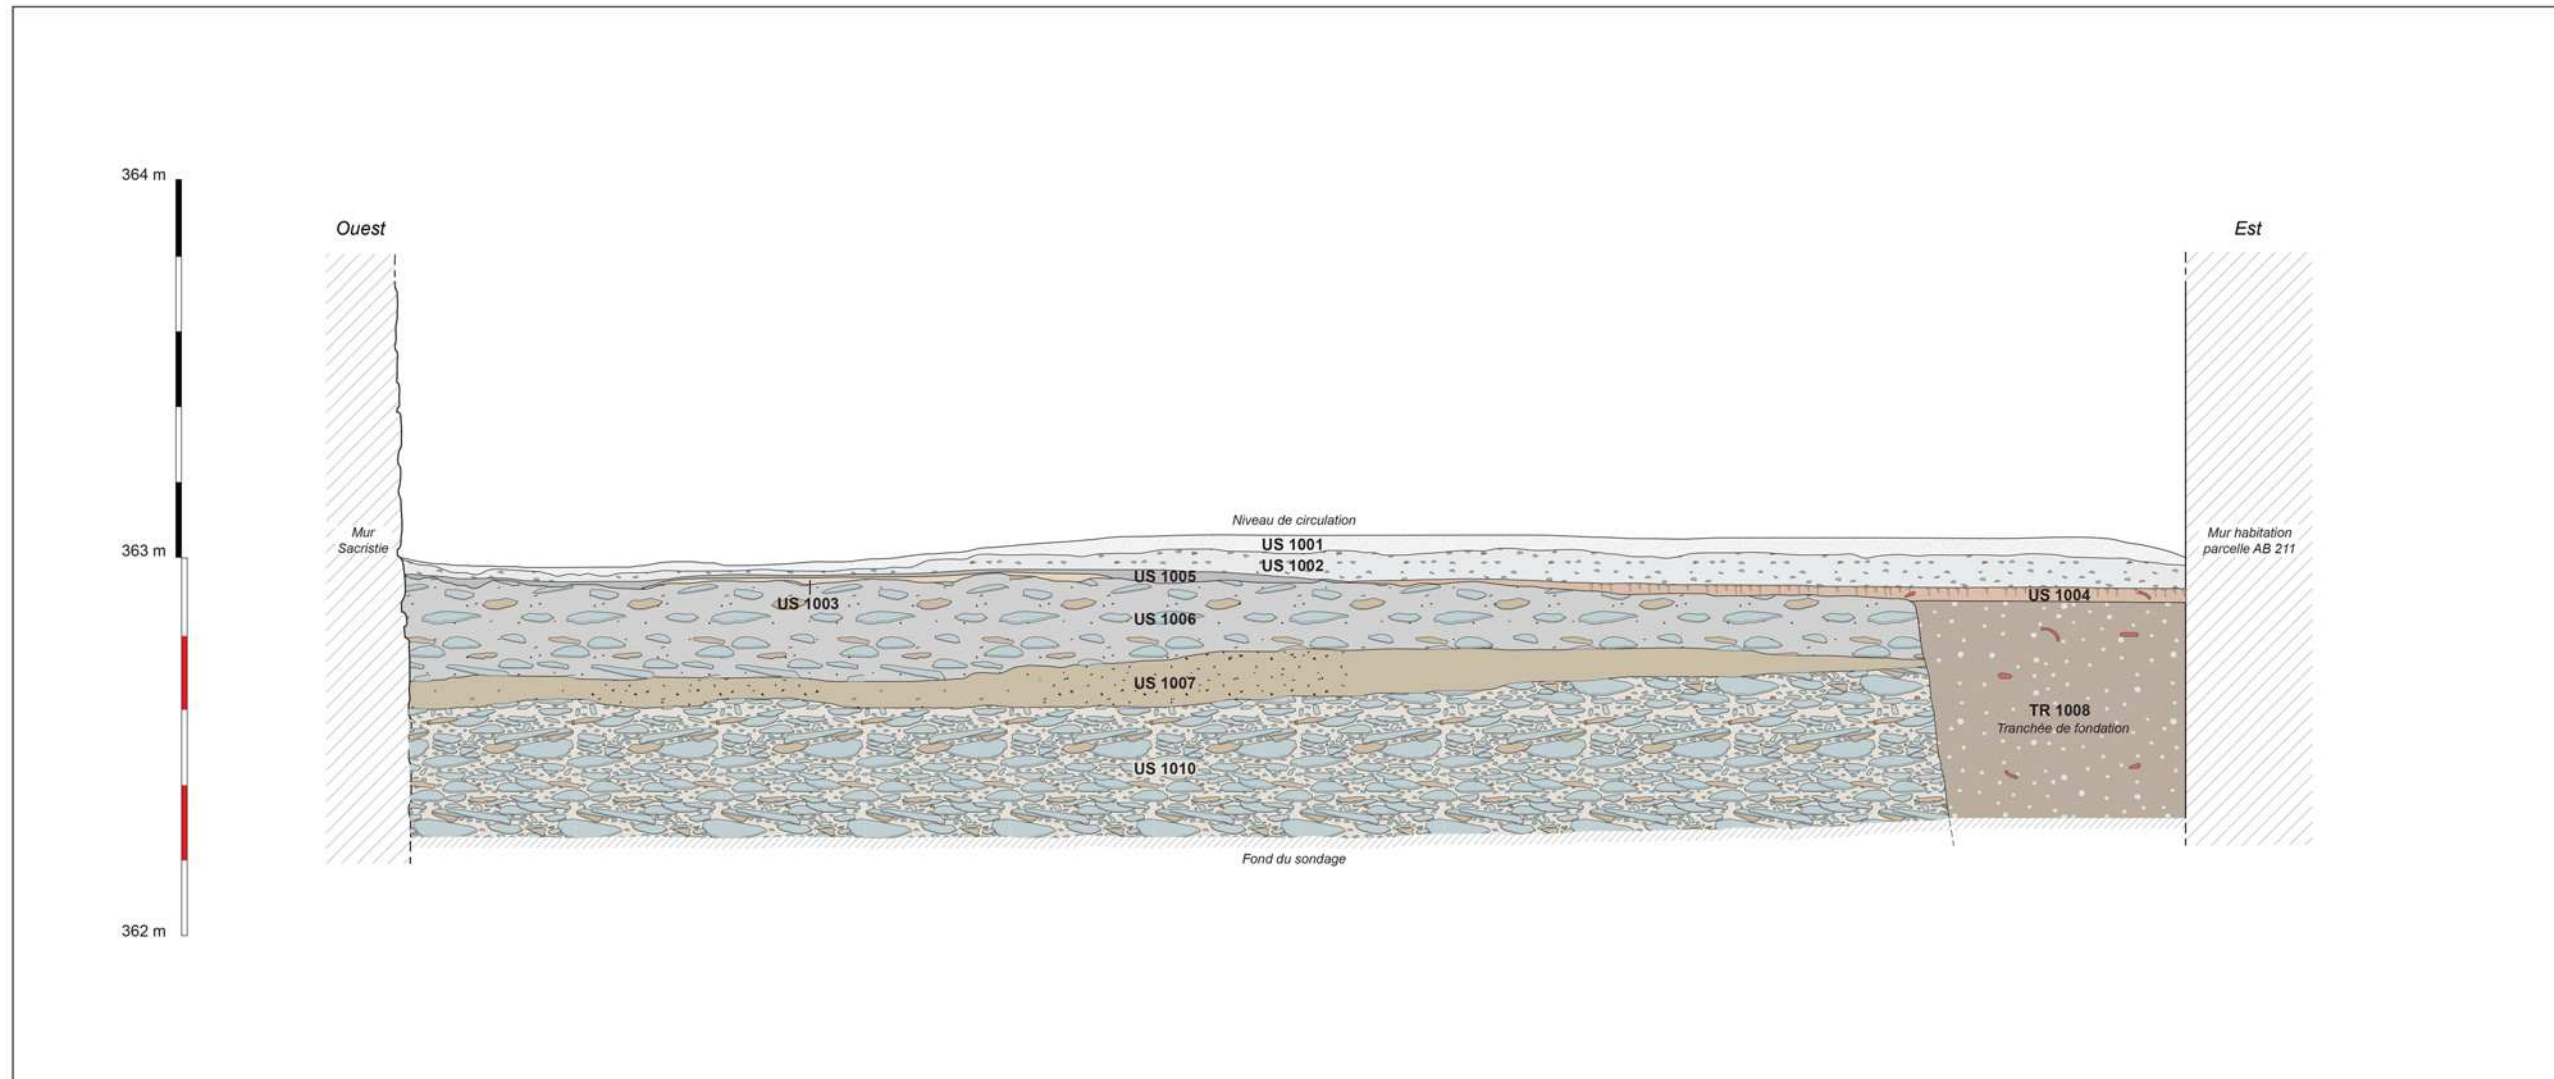 364 m
Ouest
Est
Niveau de circulation
Mur
Sacristie
363 m
Mur habitation
parcelle AB 211
US 1001
US 1002
US 1005
US 1003
US 1004
US 1006
US 1007
TR 1008
Tranchée de fondation
US 1010
Fond du sondage
362 m